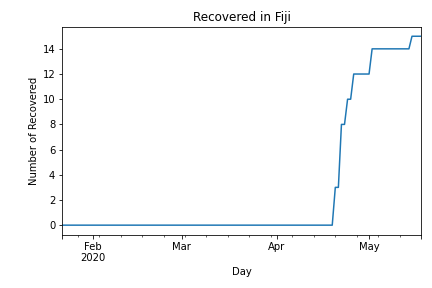 Recovered in Fiji
Number of Recovered
14
12
10
8
6
4
2
0
Feb
2020
Mar
Apr
May
Day